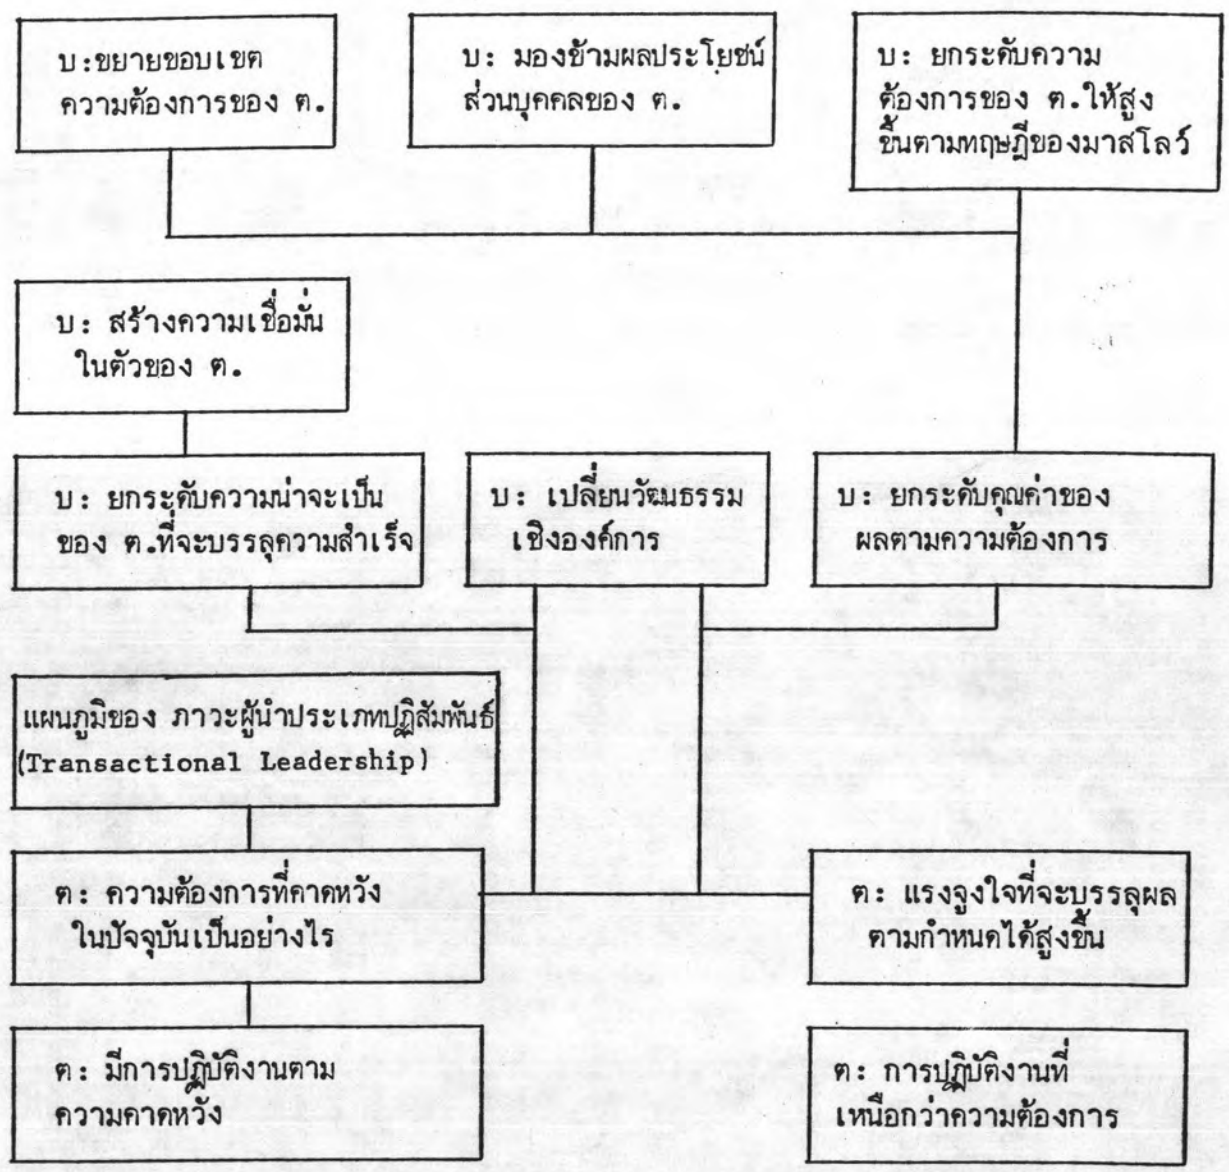 บ:ขยายขอบเขต
ความต้องการของ ต.
บ: มองข้ามผลประโยชน์
ส่วนบุคคลของ ต.
บ: ยกระดับความ
ต้องการของ ต.ให้สูง
ขึ้นตามทฤษฎีของมาสโลว์
บ: สร้างความเชื่อมั่น
ในตัวของ ต.
บ: ยกระดับความน่าจะเป็น
ของ ต.ที่จะบรรลุความสำเร็จ
บ: เปลี่ยนวัฒนธรรม
เชิงองค์การ
บ: ยกระดับคุณค่าของ
ผลตามความต้องการ
แผนภูมิของ ภาวะผู้นำประเภทปฏิสัมพันธ์
(Transactional Leadership)
ต: ความต้องการที่คาดหวัง
ในปัจจุบันเป็นอย่างไร
ต: แรงจูงใจที่จะบรรลุผล
ตามกำหนดได้สูงขึ้น
ต: มีการปฏิบัติงานตาม
ความคาดหวัง
ต: การปฏิบัติงานที่
เหนือกว่าความต้องการ